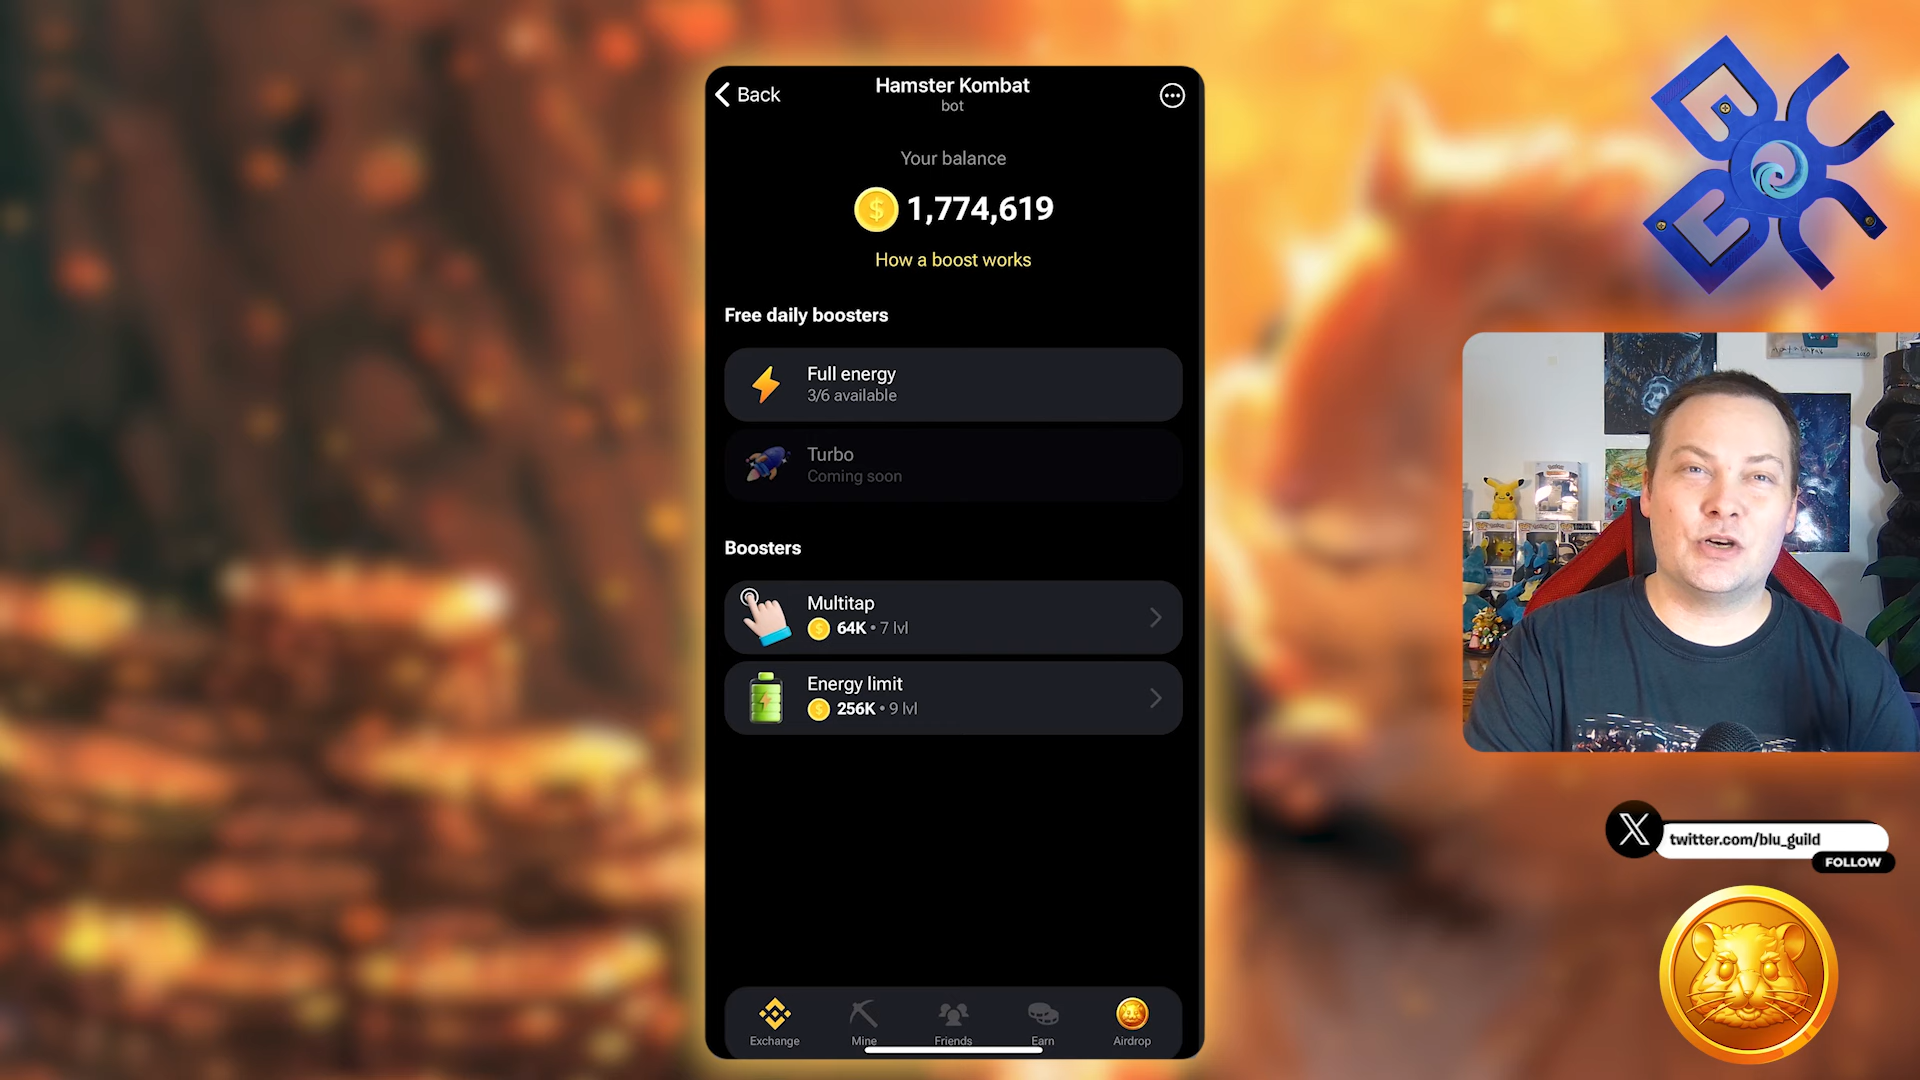 Back
Hamster Kombat
bot
Your balance
1,774,619
How a boost works
Free daily boosters
Full energy
3/6 available
Turbo
Coming soon
Boosters
Multitap
64K • 7 lvl
Energy limit
256K • 9 lvl
Exchange
Mine
Friends
Earn
Airdrop
2020
X
twitter.com/blu_guild
FOLLOW